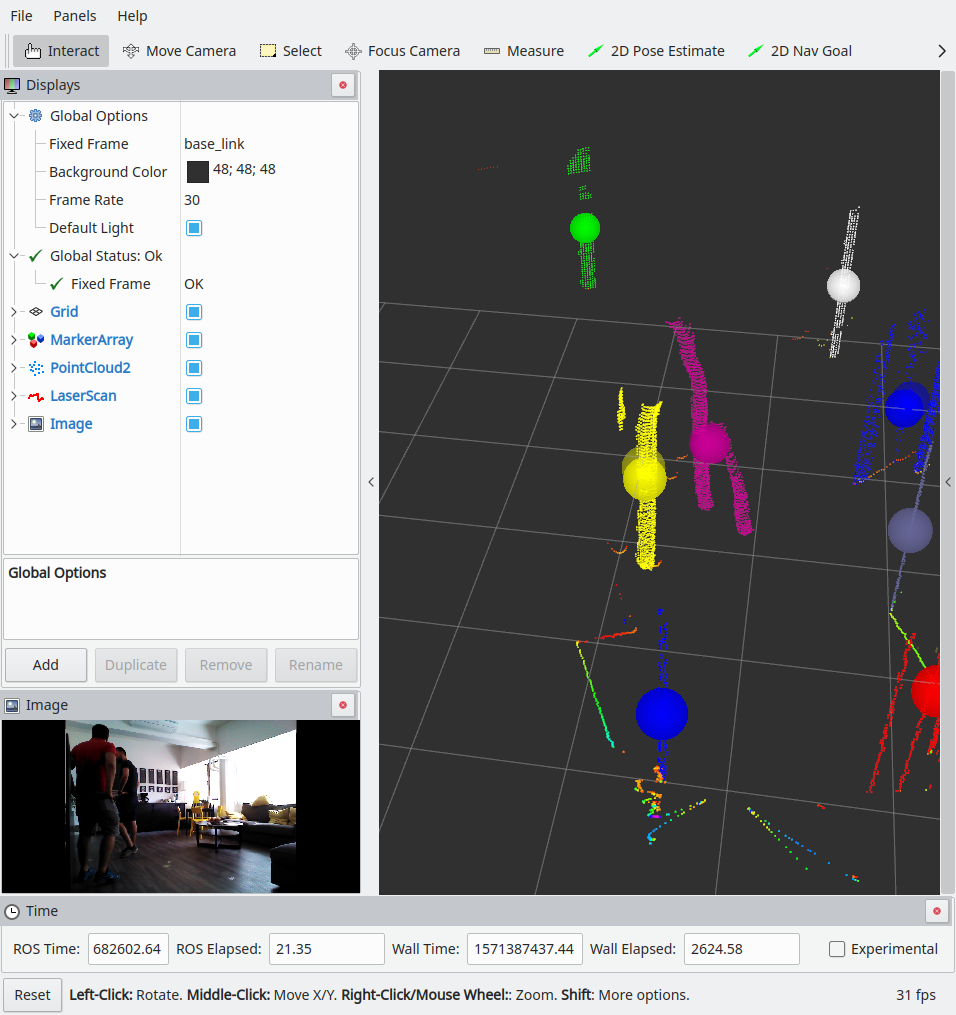 File Panels Help
Interact Move Camera Select Focus Camera Measure 2D Pose Estimate 2D Nav Goal
Displays
Global Options
Fixed Frame base_link
Background Color 48; 48; 48
Frame Rate 30
Default Light
Global Status: Ok
Fixed Frame OK
Grid
MarkerArray
PointCloud2
LaserScan
Image
Global Options
Add Duplicate Remove Rename
Image
Time
ROS Time: 682602.64 ROS Elapsed: 21.35 Wall Time: 1571387437.44 Wall Elapsed: 2624.58 Experimental
Reset Left-Click: Rotate. Middle-Click: Move X/Y. Right-Click/Mouse Wheel:: Zoom. Shift: More options. 31 fps